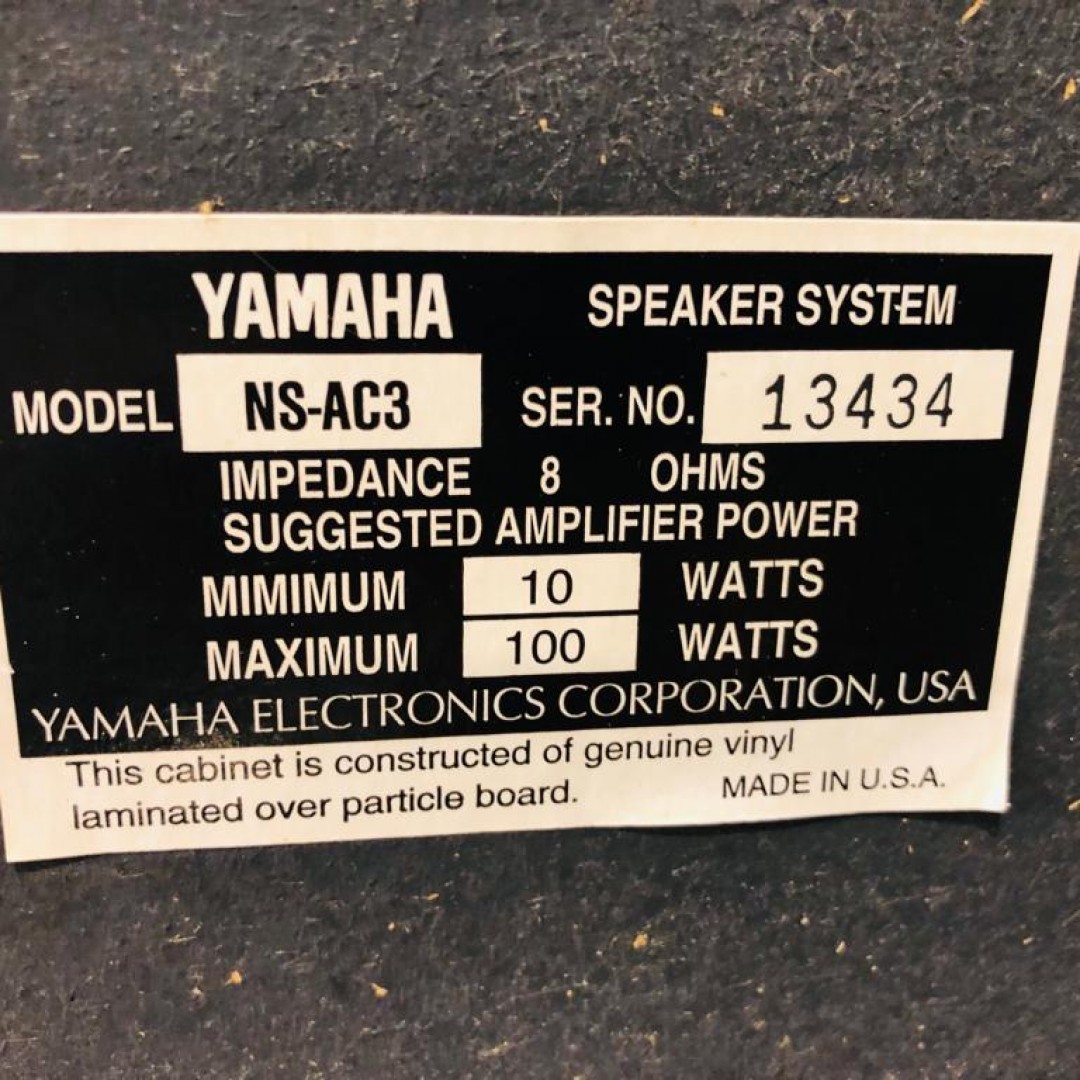 YAMAHA SPEAKER SYSTEM
MODEL NS-AC3 SER. NO. 13434
IMPEDANCE 8 OHMS
SUGGESTED AMPLIFIER POWER
MIMIMUM 10 WATTS
MAXIMUM 100 WATTS
YAMAHA ELECTRONICS CORPORATION, USA
This cabinet is constructed of genuine vinyl
laminated over particle board. MADE IN U.S.A.